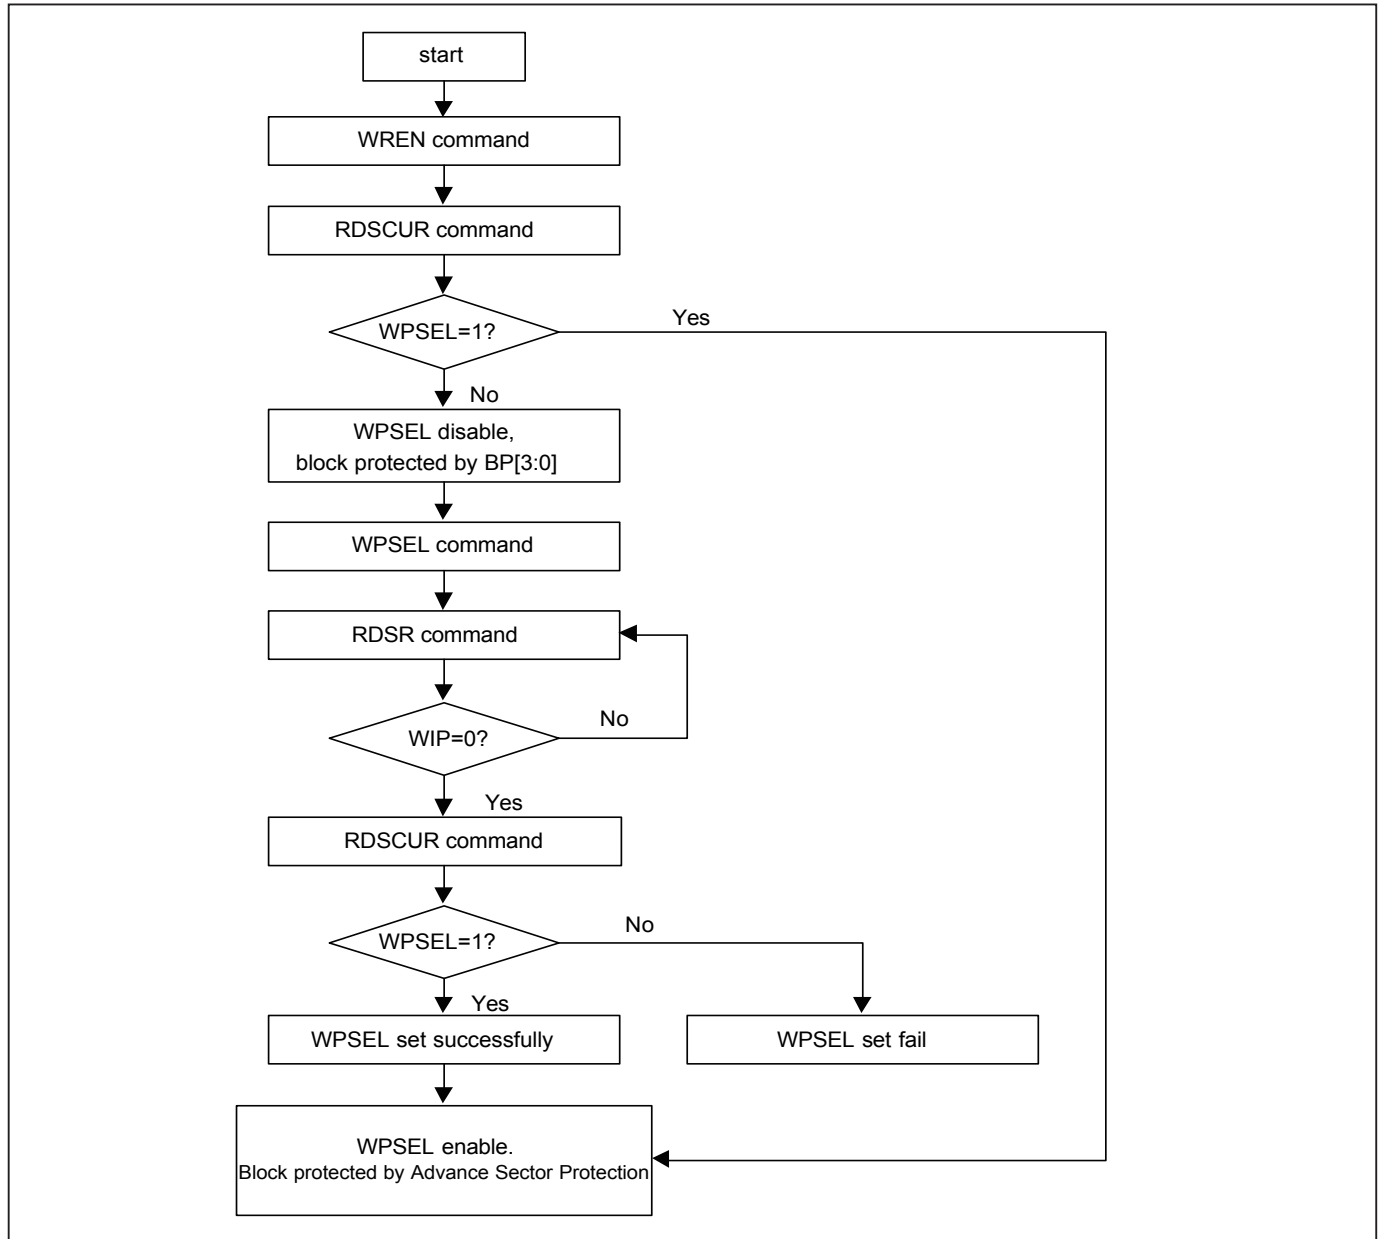 start
WREN command
RDSCUR command
WPSEL=1?
Yes
No
WPSEL disable,
block protected by BP[3:0]
WPSEL command
RDSR command
WIP=0?
No
Yes
RDSCUR command
WPSEL=1?
No
Yes
WPSEL set successfully
WPSEL set fail
WPSEL enable.
Block protected by Advance Sector Protection